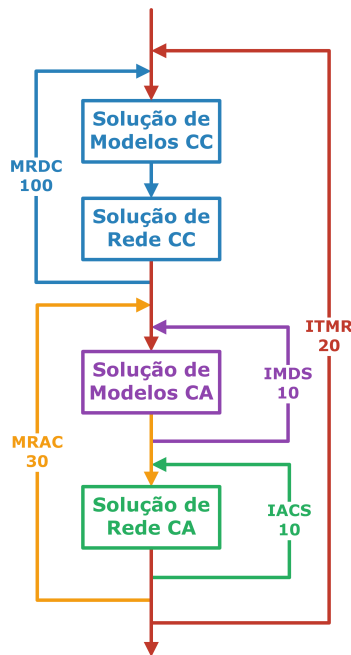 Solução de
Modelos CC
MRDC
100
Solução de
Rede CC
ITMR
20
Solução de
Modelos CA
IMDS
10
MRAC
30
Solução de
Rede CA
IACS
10